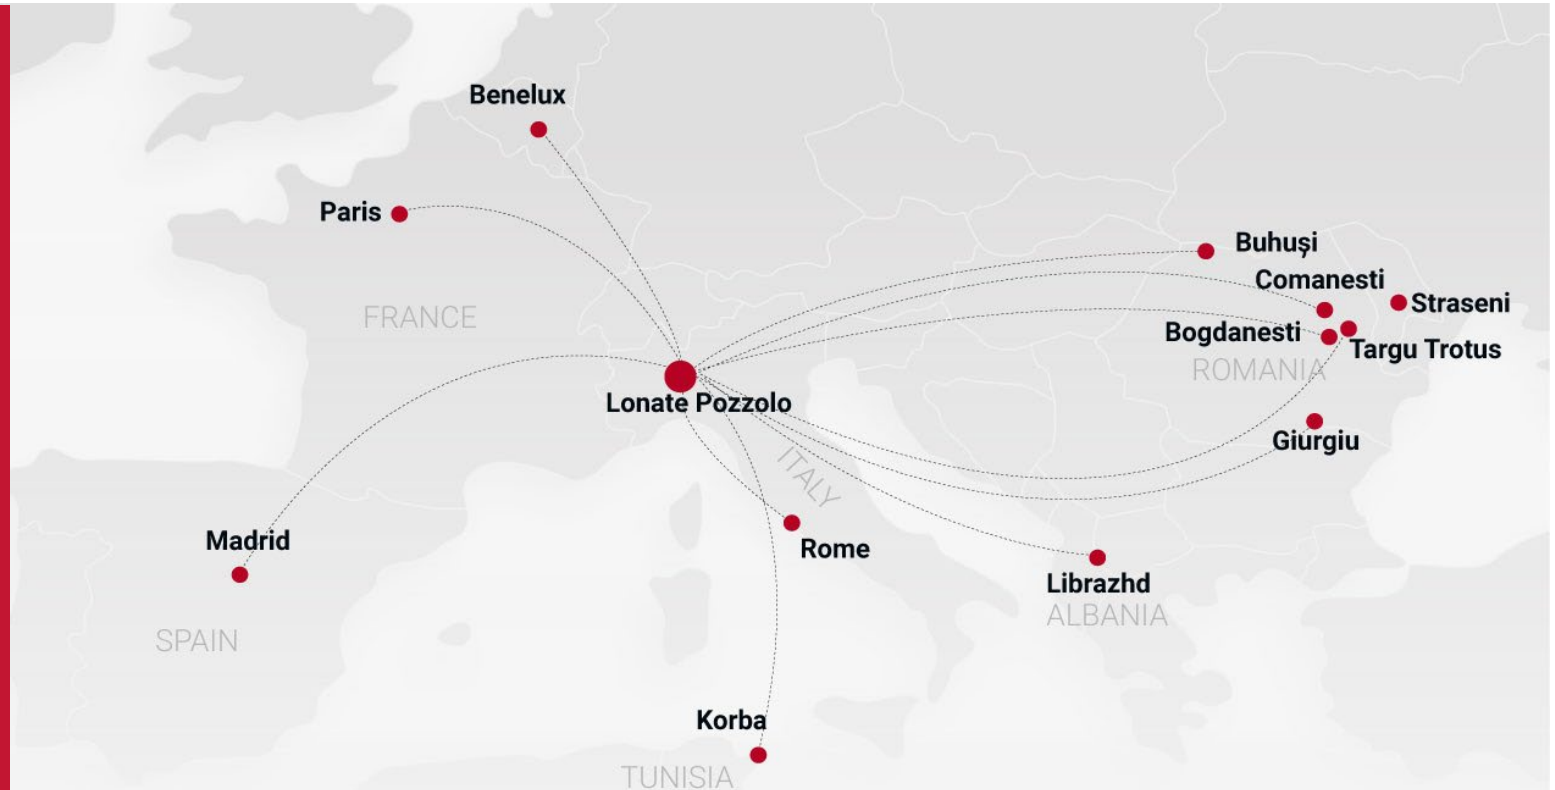 Benelux
Paris
Buhuși
Comanesti
Straseni
FRANCE
Bogdanesti
Targu Trotus
ROMANIA
Lonate Pozzolo
Giurgiu
ITALY
Madrid
Rome
Librazhd
ALBANIA
SPAIN
Korba
TUNISIA